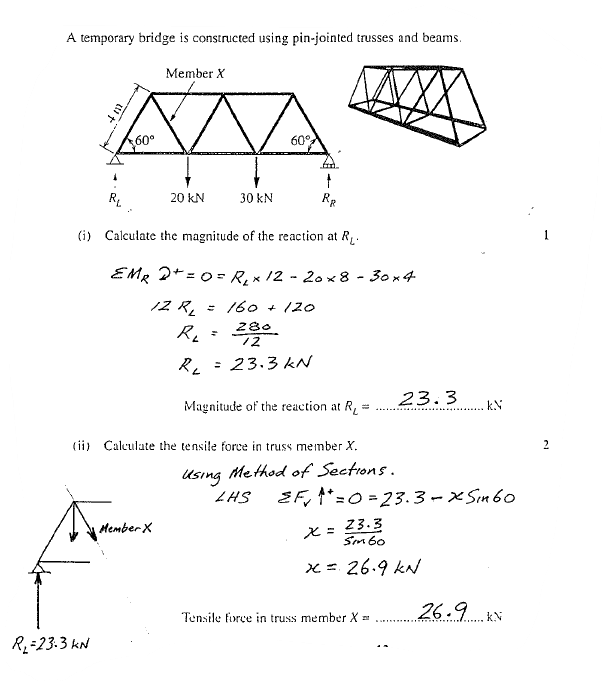 A temporary bridge is constructed using pin-jointed trusses and beams.
Member X
4 m
60°
60°
R_L
20 kN
30 kN
R_R
(i) Calculate the magnitude of the reaction at R_L. 1
ΣM_R ↻+ = 0 = R_L × 12 - 20 × 8 - 30 × 4
12 R_L = 160 + 120
R_L = 280/12
R_L = 23.3 kN
Magnitude of the reaction at R_L = .......23.3....... kN
(ii) Calculate the tensile force in truss member X. 2
Using Method of Sections.
LHS ΣF_V ↑+ = 0 = 23.3 - x Sin 60
x = 23.3/Sin 60
x = 26.9 kN
Member X
Tensile force in truss member X = .......26.9....... kN
R_L = 23.3 kN